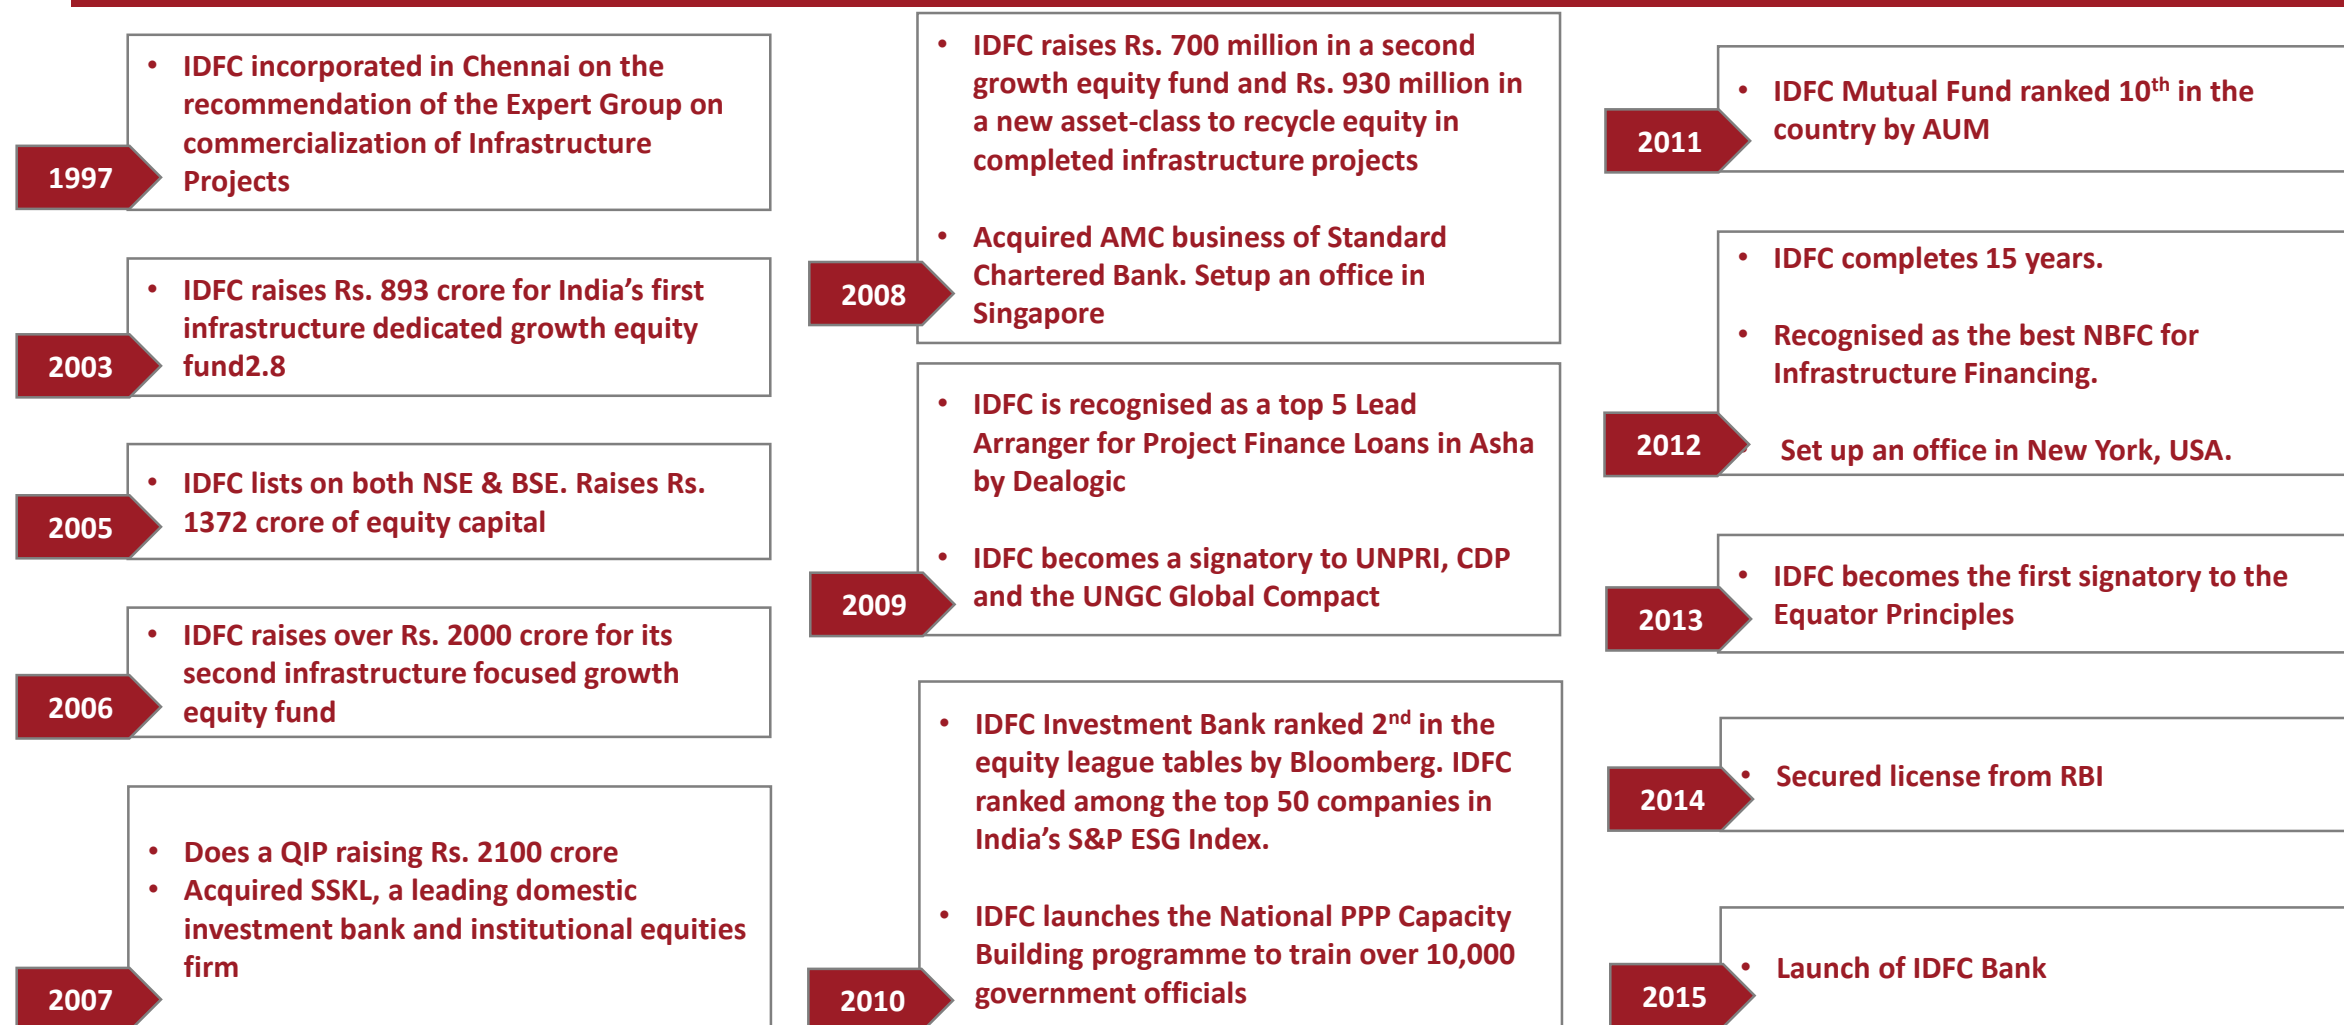 1997
• IDFC incorporated in Chennai on the
recommendation of the Expert Group on
commercialization of Infrastructure
Projects
2003
• IDFC raises Rs. 893 crore for India’s first
infrastructure dedicated growth equity
fund2.8
2005
• IDFC lists on both NSE & BSE. Raises Rs.
1372 crore of equity capital
2006
• IDFC raises over Rs. 2000 crore for its
second infrastructure focused growth
equity fund
2007
• Does a QIP raising Rs. 2100 crore
• Acquired SSKL, a leading domestic
investment bank and institutional equities
firm
2008
• IDFC raises Rs. 700 million in a second
growth equity fund and Rs. 930 million in
a new asset-class to recycle equity in
completed infrastructure projects
• Acquired AMC business of Standard
Chartered Bank. Setup an office in
Singapore
2009
• IDFC is recognised as a top 5 Lead
Arranger for Project Finance Loans in Asha
by Dealogic
• IDFC becomes a signatory to UNPRI, CDP
and the UNGC Global Compact
2010
• IDFC Investment Bank ranked 2nd in the
equity league tables by Bloomberg. IDFC
ranked among the top 50 companies in
India’s S&P ESG Index.
• IDFC launches the National PPP Capacity
Building programme to train over 10,000
government officials
2011
• IDFC Mutual Fund ranked 10th in the
country by AUM
2012
• IDFC completes 15 years.
• Recognised as the best NBFC for
Infrastructure Financing.
• Set up an office in New York, USA.
2013
• IDFC becomes the first signatory to the
Equator Principles
2014
• Secured license from RBI
2015
• Launch of IDFC Bank